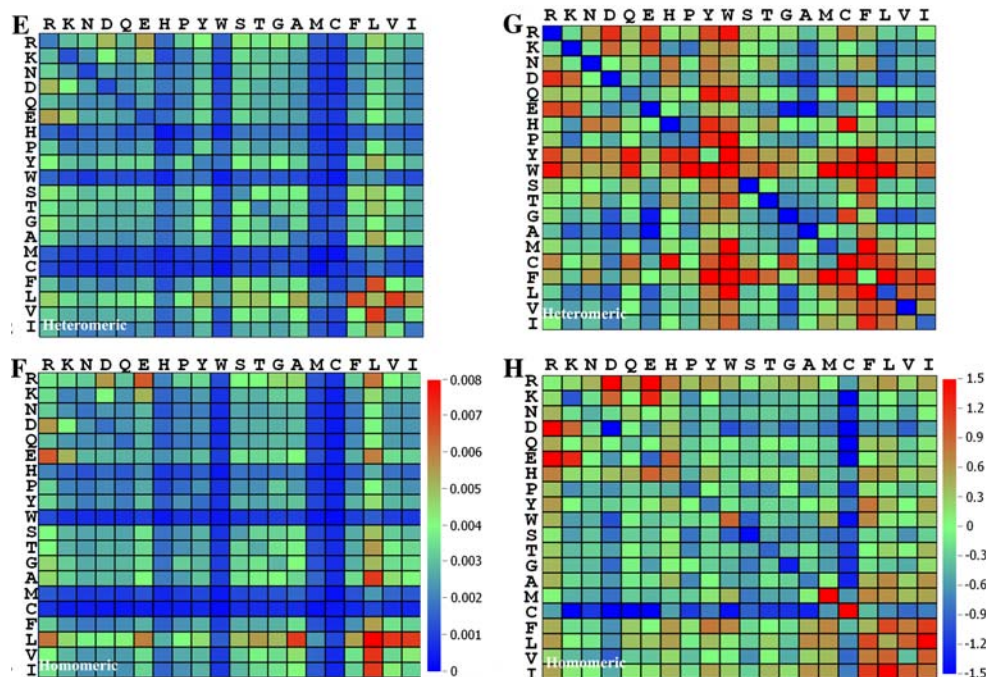 E
R K N D Q E H P Y W S T G A M C F L V I
R
K
N
D
Q
E
H
P
Y
W
S
T
G
A
M
C
F
L
V
I
Heteromeric
G
R K N D Q E H P Y W S T G A M C F L V I
R
K
N
D
Q
E
H
P
Y
W
S
T
G
A
M
C
F
L
V
I
Heteromeric
F
R K N D Q E H P Y W S T G A M C F L V I
R
K
N
D
Q
E
H
P
Y
W
S
T
G
A
M
C
F
L
V
I
Homomeric
0.008
0.007
0.006
0.005
0.004
0.003
0.002
0.001
0
H
R K N D Q E H P Y W S T G A M C F L V I
R
K
N
D
Q
E
H
P
Y
W
S
T
G
A
M
C
F
L
V
I
Homomeric
1.5
1.2
0.9
0.6
0.3
0
-0.3
-0.6
-0.9
-1.2
-1.5